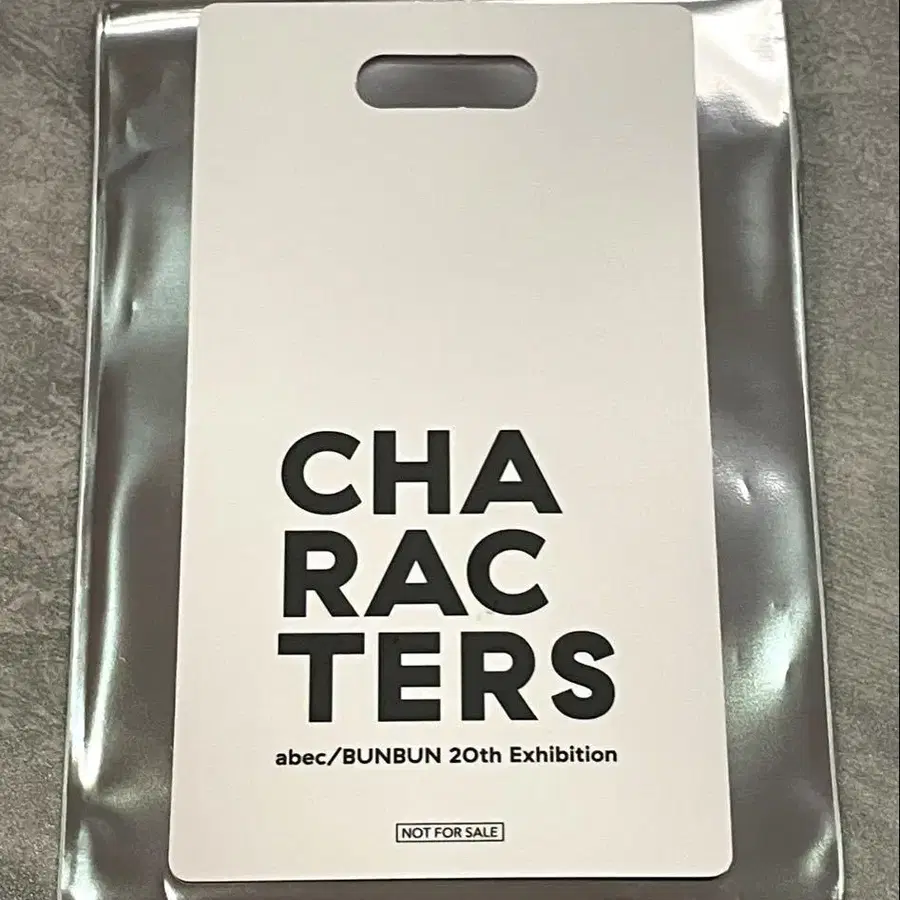 CHA
RAC
TERS
abec/BUNBUN 20th Exhibition
NOT FOR SALE